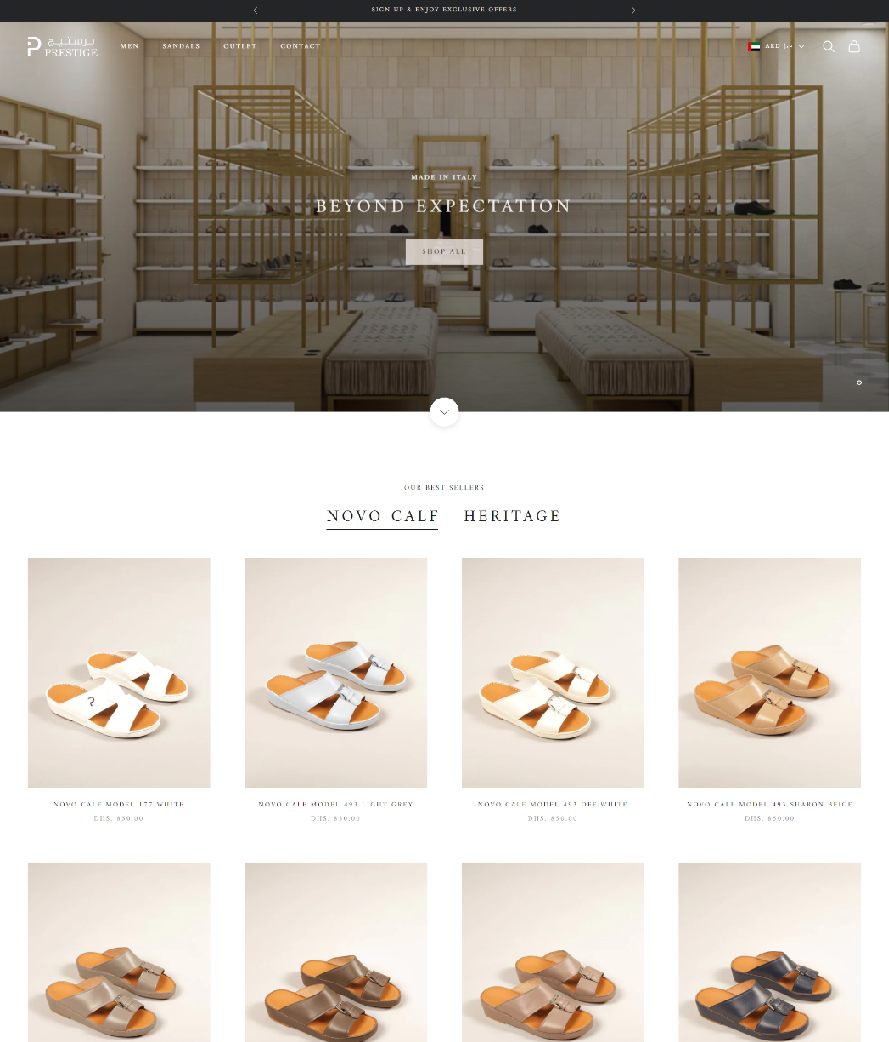 SIGN UP & ENJOY EXCLUSIVE OFFERS
برستيج
PRESTIGE
MEN
SANDALS
OUTLET
CONTACT
AED د.إ
MADE IN ITALY
BEYOND EXPECTATION
SHOP ALL
OUR BEST SELLERS
NOVO CALF
HERITAGE
NOVO CALF MODEL 177 WHITE
DHS. 850.00
NOVO CALF MODEL 493 LIGHT GREY
DHS. 850.00
NOVO CALF MODEL 493 OFF WHITE
DHS. 850.00
NOVO CALF MODEL 493 SHARON BEIGE
DHS. 850.00